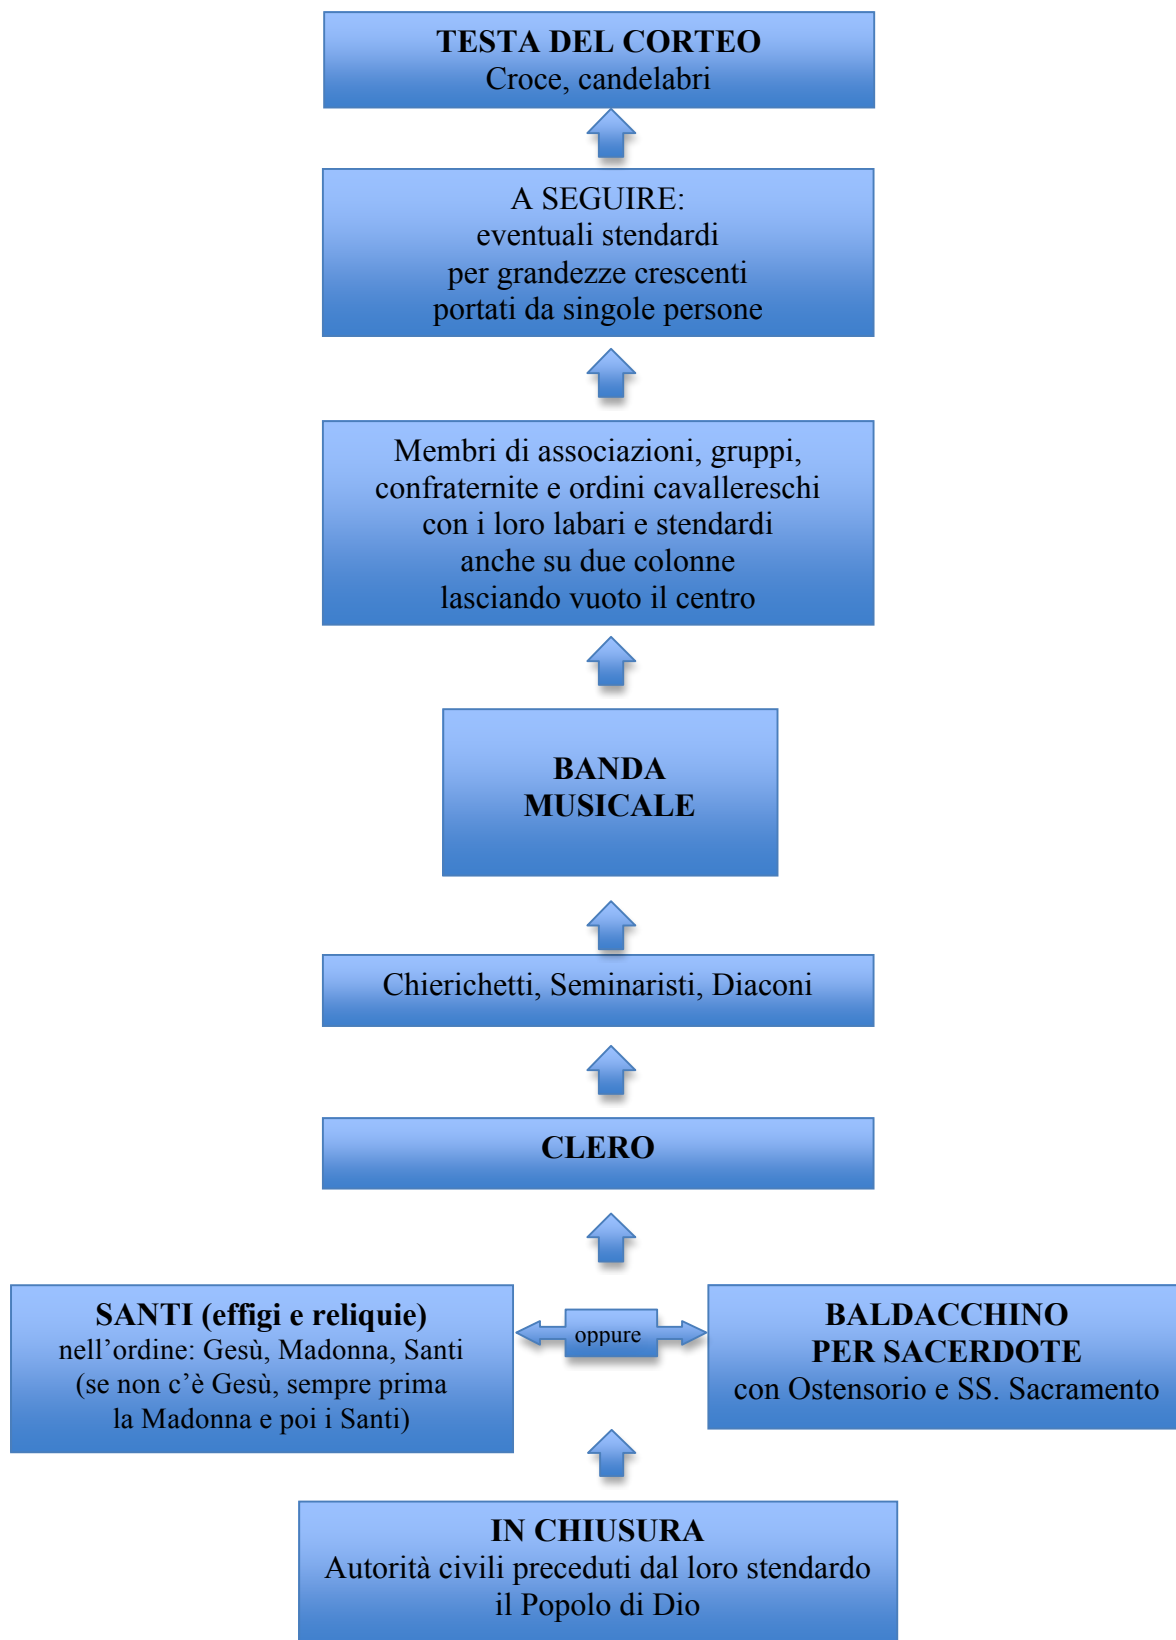 TESTA DEL CORTEO
Croce, candelabri
A SEGUIRE:
eventuali stendardi
per grandezze crescenti
portati da singole persone
Membri di associazioni, gruppi,
confraternite e ordini cavallereschi
con i loro labari e stendardi
anche su due colonne
lasciando vuoto il centro
BANDA
MUSICALE
Chierichetti, Seminaristi, Diaconi
CLERO
SANTI (effigi e reliquie)
nell’ordine: Gesù, Madonna, Santi
(se non c’è Gesù, sempre prima
la Madonna e poi i Santi)
oppure
BALDACCHINO
PER SACERDOTE
con Ostensorio e SS. Sacramento
IN CHIUSURA
Autorità civili preceduti dal loro stendardo
il Popolo di Dio